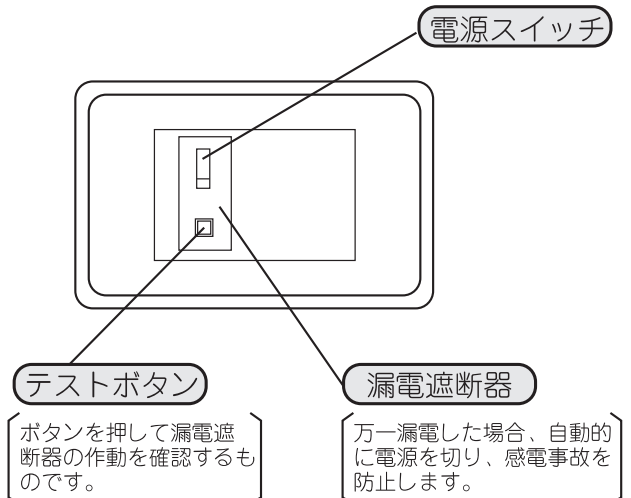 電源スイッチ
テストボタン
ボタンを押して漏電遮
断器の作動を確認するも
のです。
漏電遮断器
万一漏電した場合、自動的
に電源を切り、感電事故を
防止します。